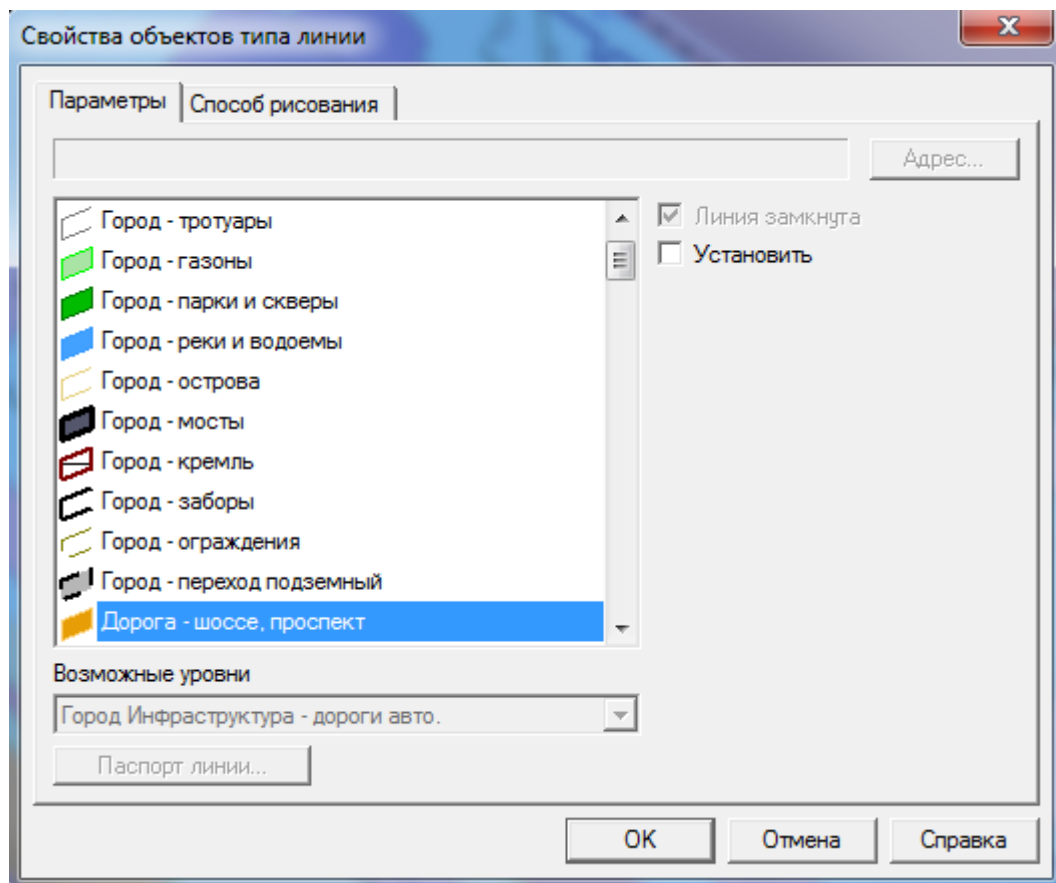 Свойства объектов типа линии
x
Параметры
Способ рисования
Адрес...
Город - тротуары
Город - газоны
Город - парки и скверы
Город - реки и водоемы
Город - острова
Город - мосты
Город - кремль
Город - заборы
Город - ограждения
Город - переход подземный
Дорога - шоссе, проспект
Линия замкнута
Установить
Возможные уровни
Город Инфраструктура - дороги авто.
Паспорт линии...
ОК
Отмена
Справка